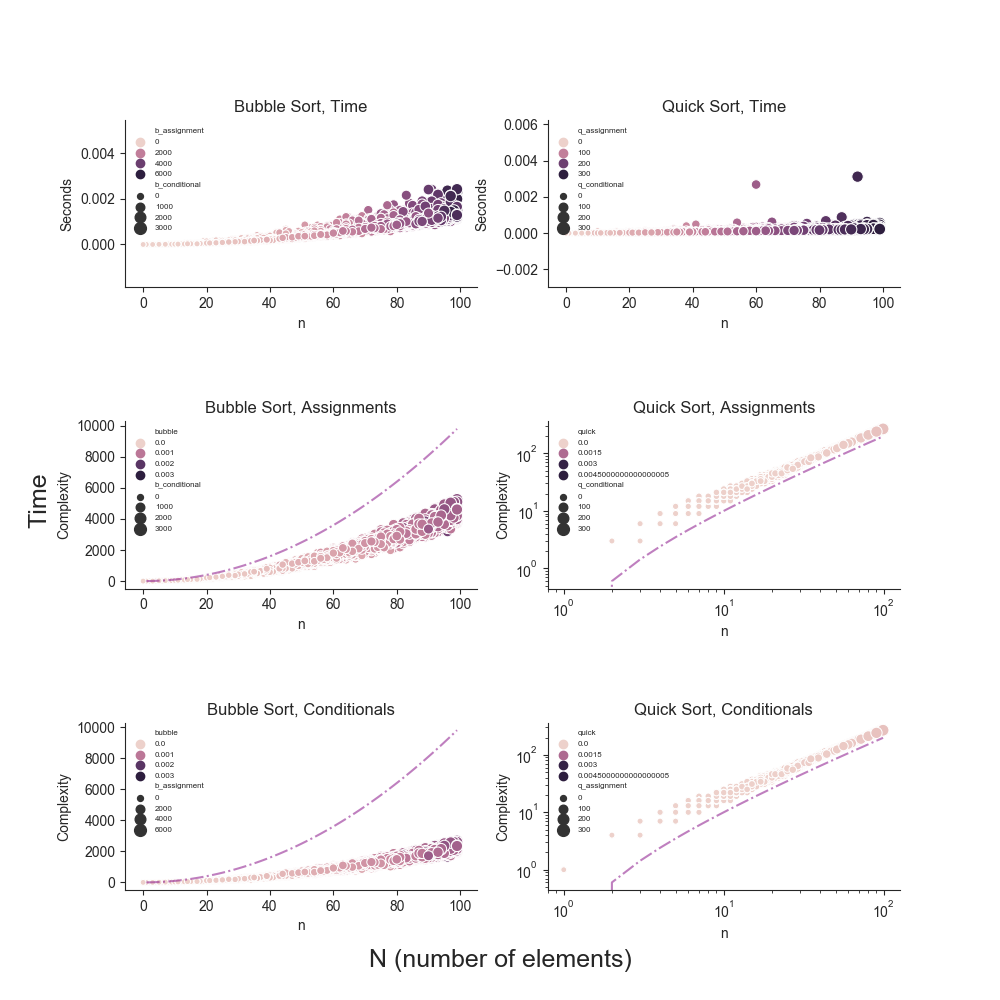 Bubble Sort, Time
0.004
0.002
0.000
Seconds
b_assignment
0
2000
4000
6000
b_conditional
0
1000
2000
3000
0 20 40 60 80 100
n
Quick Sort, Time
0.006
0.004
0.002
0.000
−0.002
Seconds
q_assignment
0
100
200
300
q_conditional
0
100
200
300
0 20 40 60 80 100
n
Time
Bubble Sort, Assignments
10000
8000
6000
4000
2000
0
Complexity
bubble
0.0
0.001
0.002
0.003
b_conditional
0
1000
2000
3000
0 20 40 60 80 100
n
Quick Sort, Assignments
10²
10¹
10⁰
Complexity
quick
0.0
0.0015
0.003
0.0045000000000000005
q_conditional
0
100
200
300
10⁰ 10¹ 10²
n
Bubble Sort, Conditionals
10000
8000
6000
4000
2000
0
Complexity
bubble
0.0
0.001
0.002
0.003
b_assignment
0
2000
4000
6000
0 20 40 60 80 100
n
Quick Sort, Conditionals
10²
10¹
10⁰
Complexity
quick
0.0
0.0015
0.003
0.0045000000000000005
q_assignment
0
100
200
300
10⁰ 10¹ 10²
n
N (number of elements)